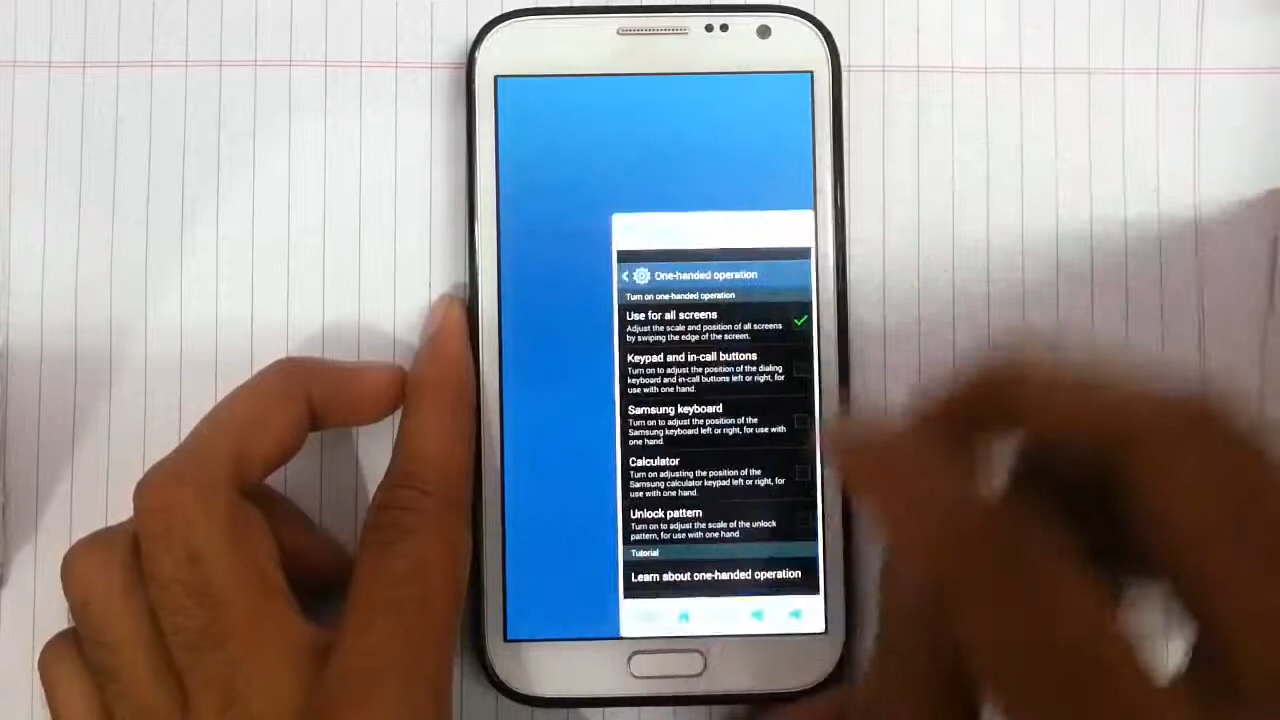 One-handed operation
Turn on one-handed operation
Use for all screens
Adjust the scale and position of all screens
by swiping the edge of the screen.
Keypad and in-call buttons
Turn on to adjust the position of the dialing
keyboard and in-call buttons left or right, for
use with one hand.
Samsung keyboard
Turn on to adjust the position of the
Samsung keyboard left or right, for use with
one hand.
Calculator
Turn on adjusting the position of the
Samsung calculator keypad left or right, for
use with one hand.
Unlock pattern
Turn on to adjust the scale of the unlock
pattern, for use with one hand
Tutorial
Learn about one-handed operation